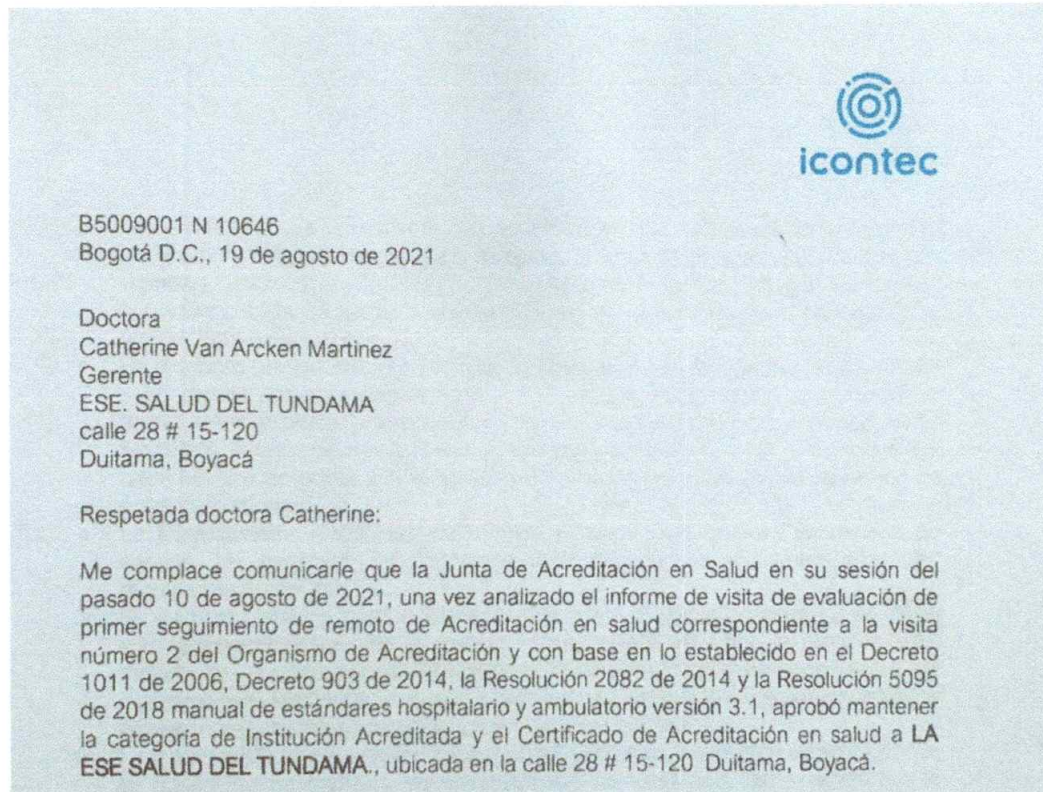 icontec
B5009001 N 10646
Bogotá D.C., 19 de agosto de 2021
Doctora
Catherine Van Arcken Martinez
Gerente
ESE. SALUD DEL TUNDAMA
calle 28 # 15-120
Duitama, Boyacá
Respetada doctora Catherine:
Me complace comunicarle que la Junta de Acreditación en Salud en su sesión del
pasado 10 de agosto de 2021, una vez analizado el informe de visita de evaluación de
primer seguimiento de remoto de Acreditación en salud correspondiente a la visita
número 2 del Organismo de Acreditación y con base en lo establecido en el Decreto
1011 de 2006, Decreto 903 de 2014, la Resolución 2082 de 2014 y la Resolución 5095
de 2018 manual de estándares hospitalario y ambulatorio versión 3.1, aprobó mantener
la categoría de Institución Acreditada y el Certificado de Acreditación en salud a LA
ESE SALUD DEL TUNDAMA., ubicada en la calle 28 # 15-120 Duitama, Boyacá.